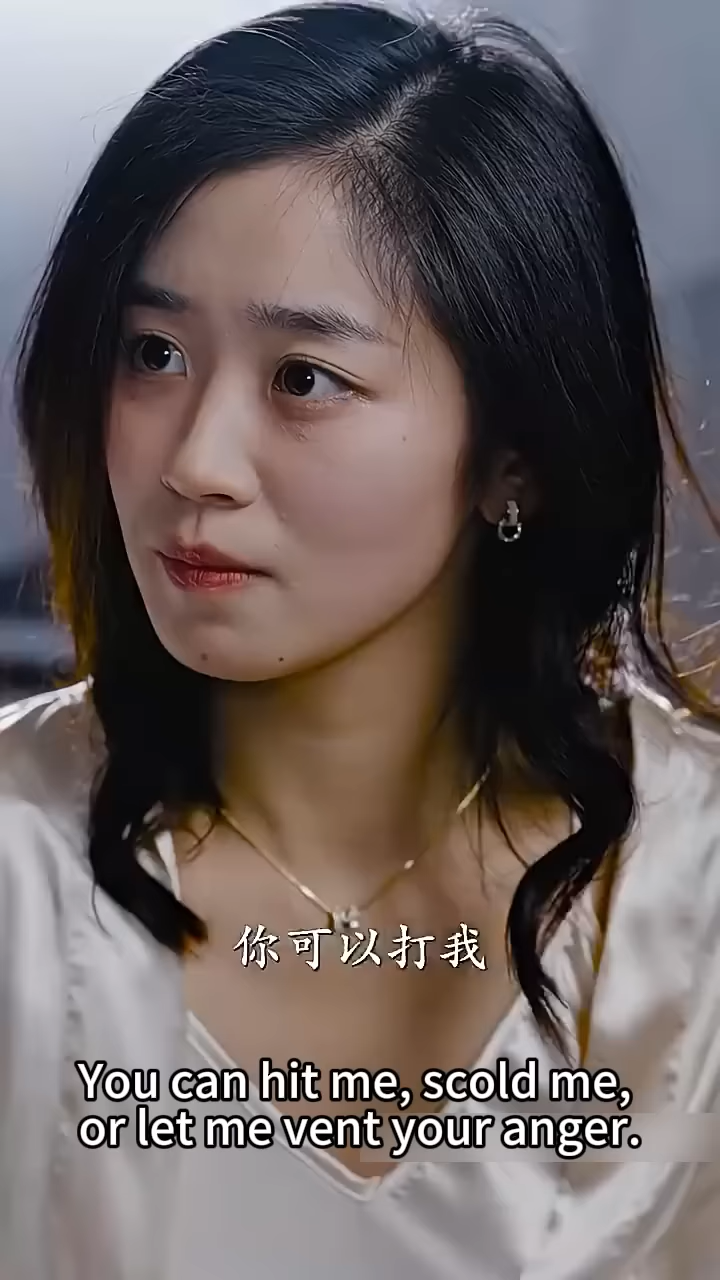 你可以打我
You can hit me, scold me,
or let me vent your anger.